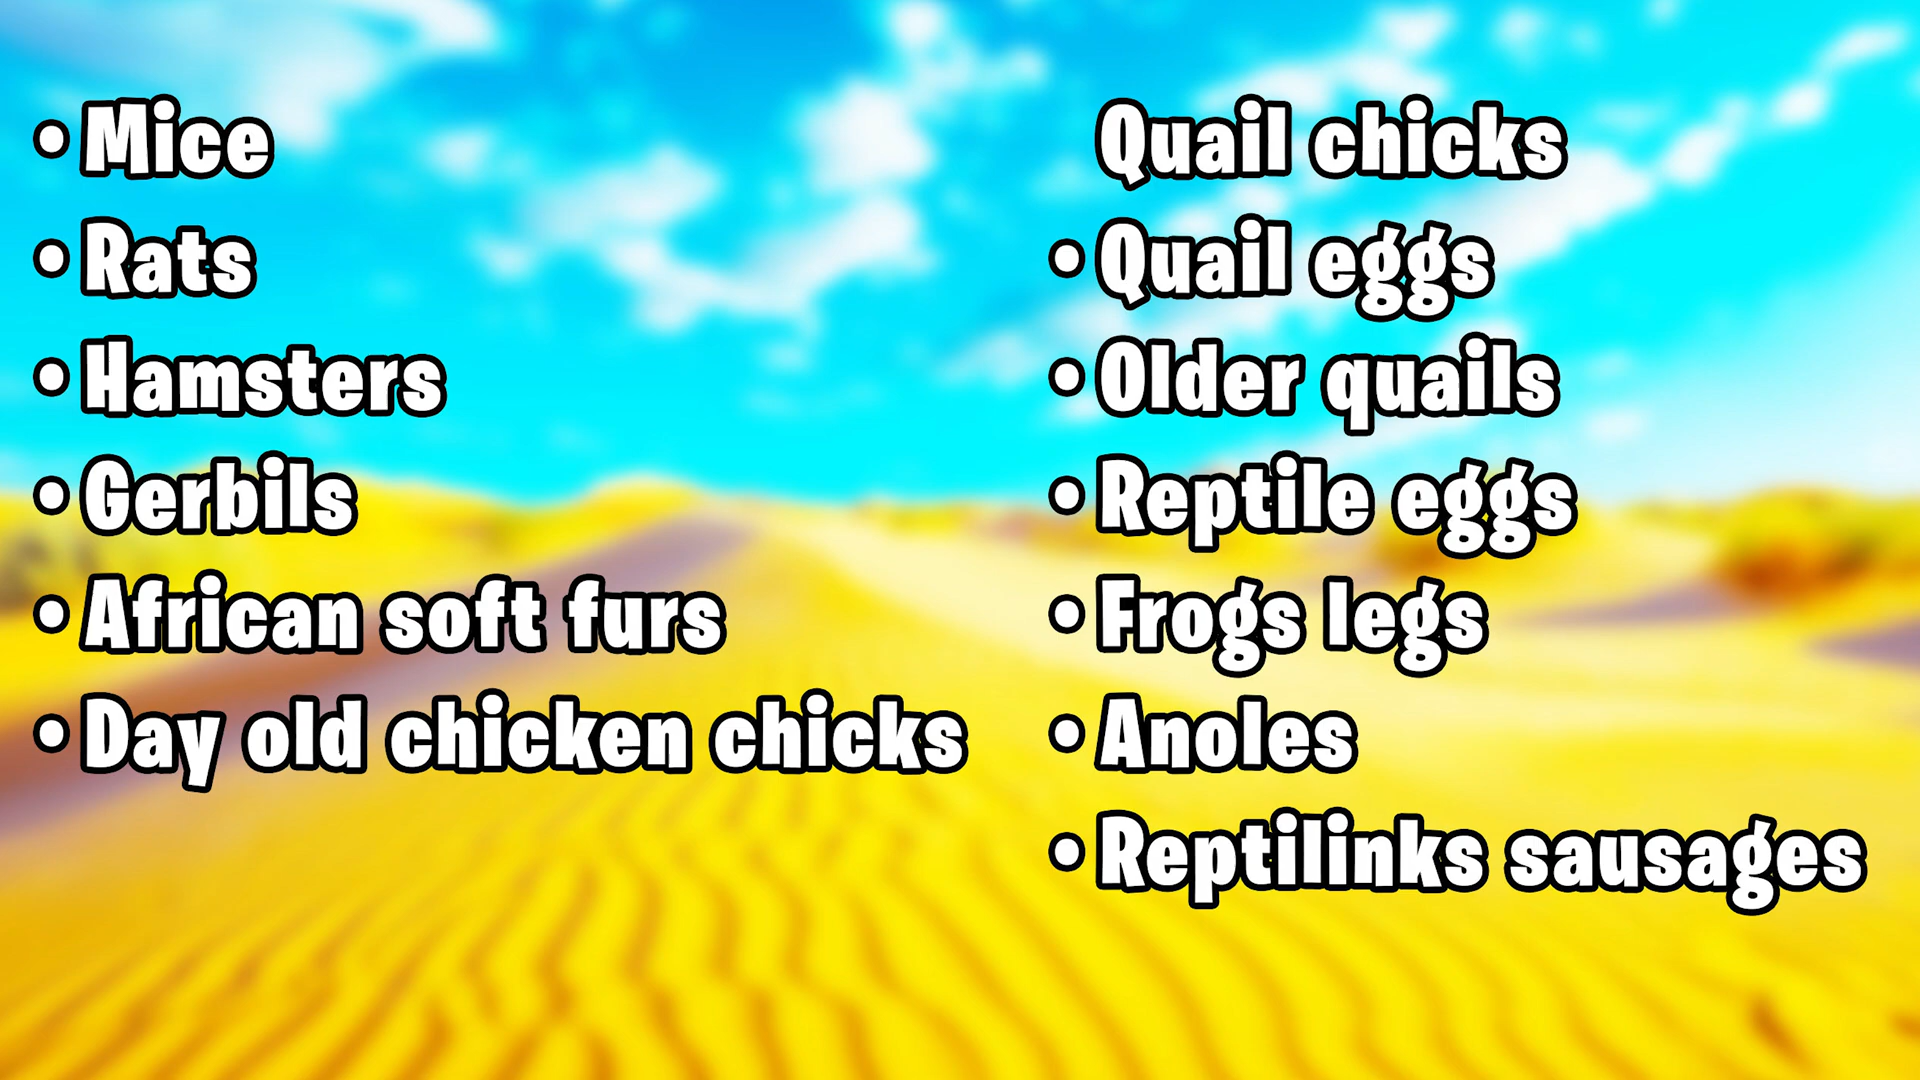 • Mice
• Rats
• Hamsters
• Gerbils
• African soft furs
• Day old chicken chicks
Quail chicks
• Quail eggs
• Older quails
• Reptile eggs
• Frogs legs
• Anoles
• Reptilinks sausages